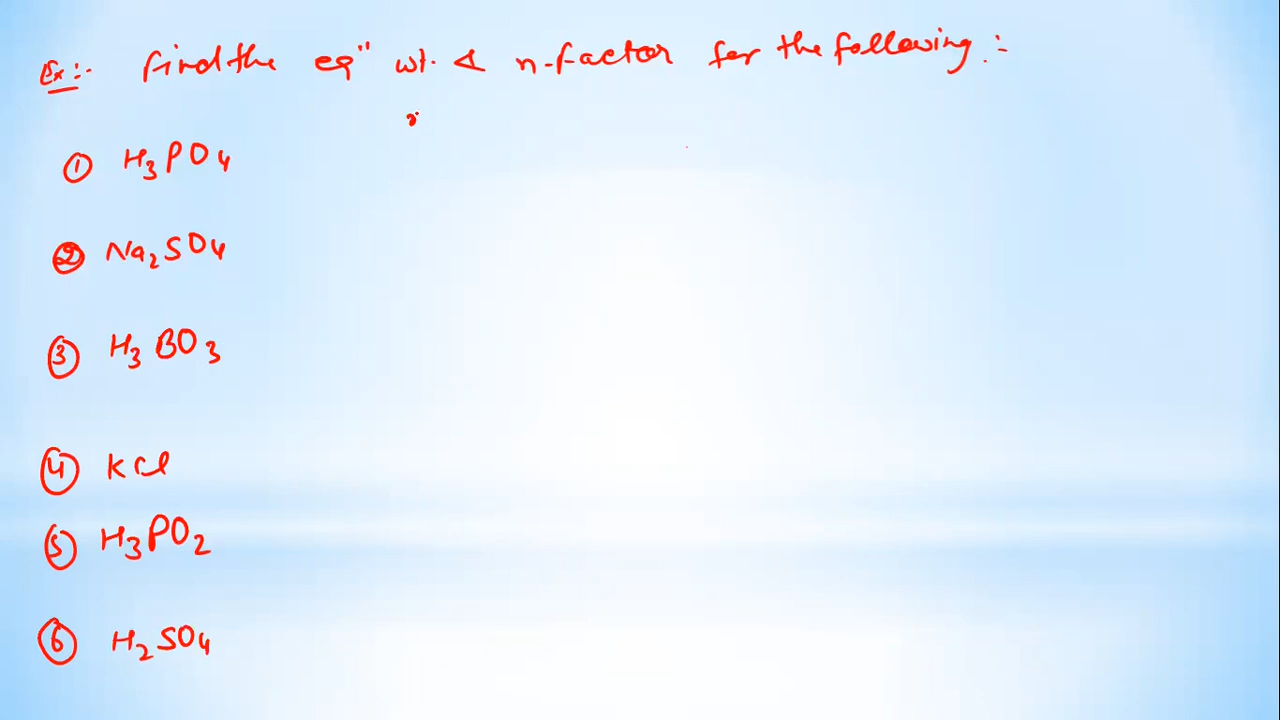 Ex:- Find the eqⁿ wt. & n-factor for the following :-
① H₃PO₄
② Na₂SO₄
③ H₃BO₃
④ KCl
⑤ H₃PO₂
⑥ H₂SO₄